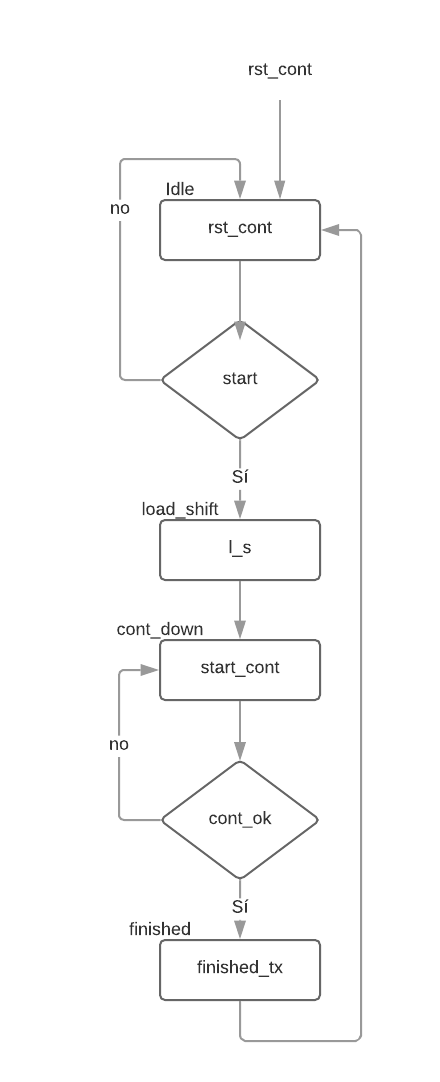 rst_cont
Idle
no
rst_cont
start
Sí
load_shift
l_s
cont_down
start_cont
no
cont_ok
Sí
finished
finished_tx